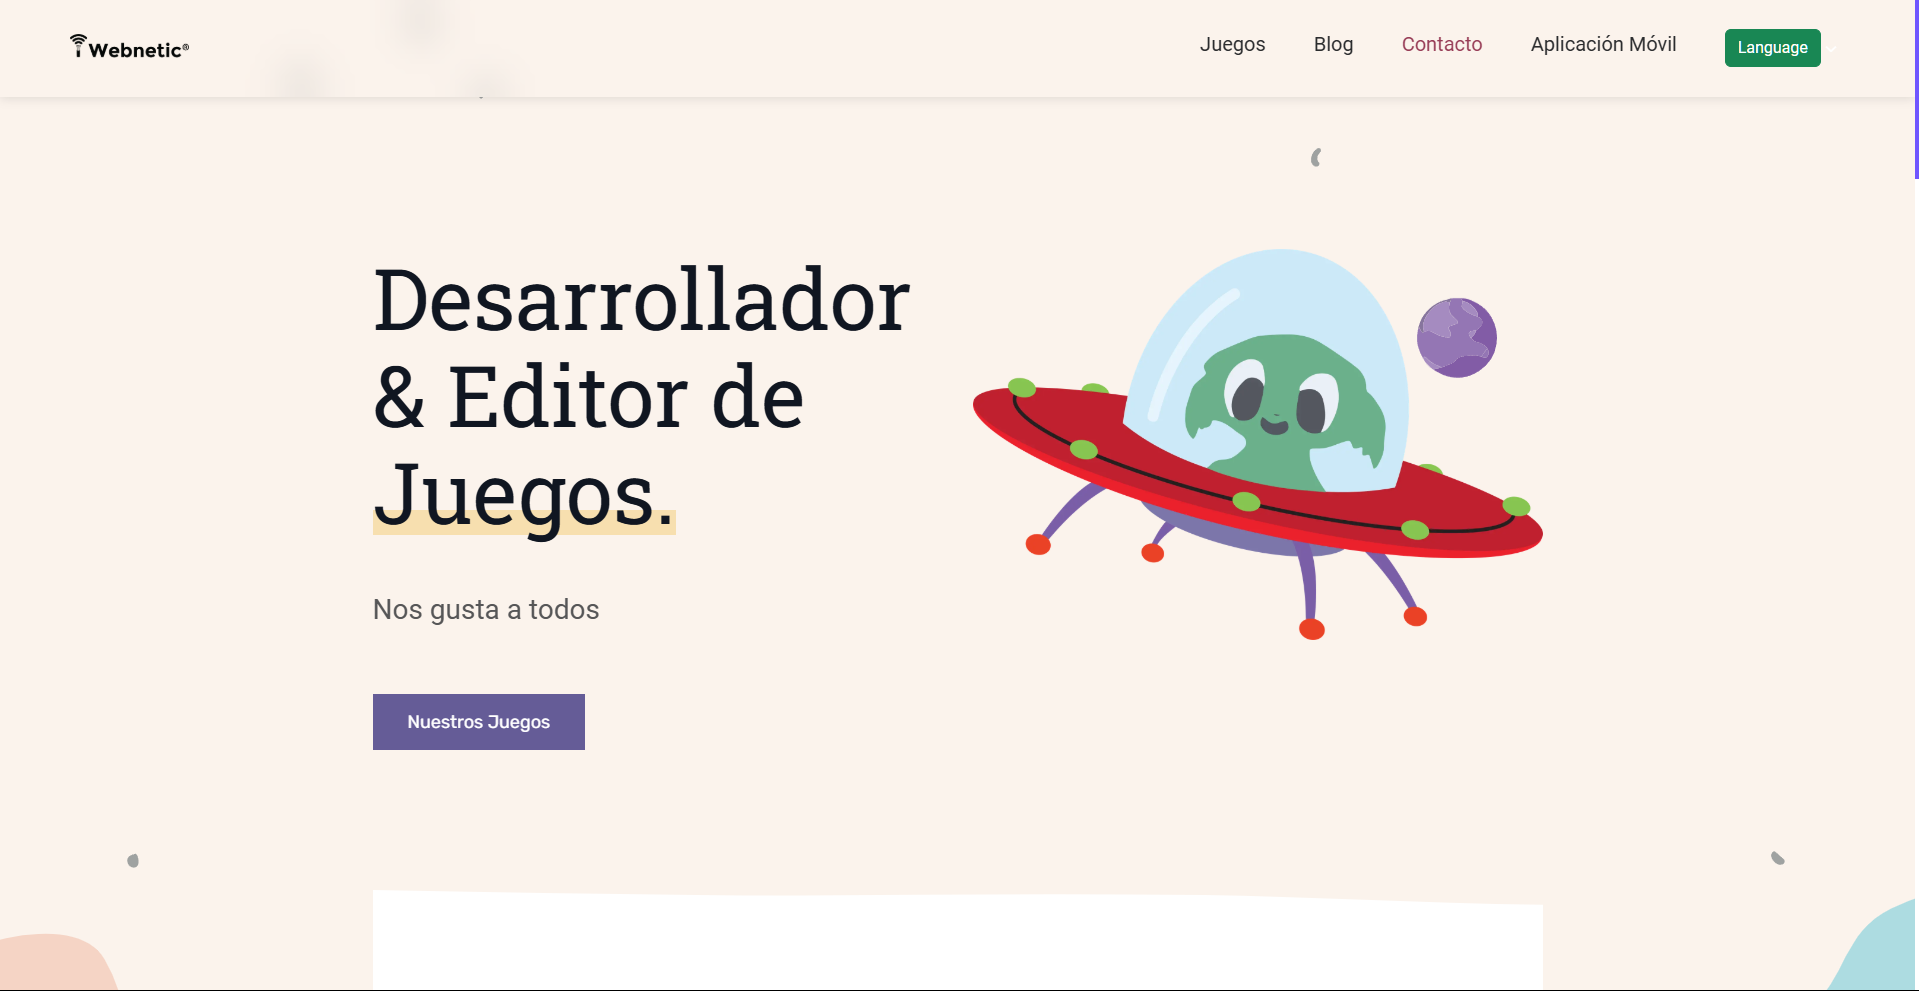 Webnetic®
Juegos
Blog
Contacto
Aplicación Móvil
Language
Desarrollador
& Editor de
Juegos.
Nos gusta a todos
Nuestros Juegos